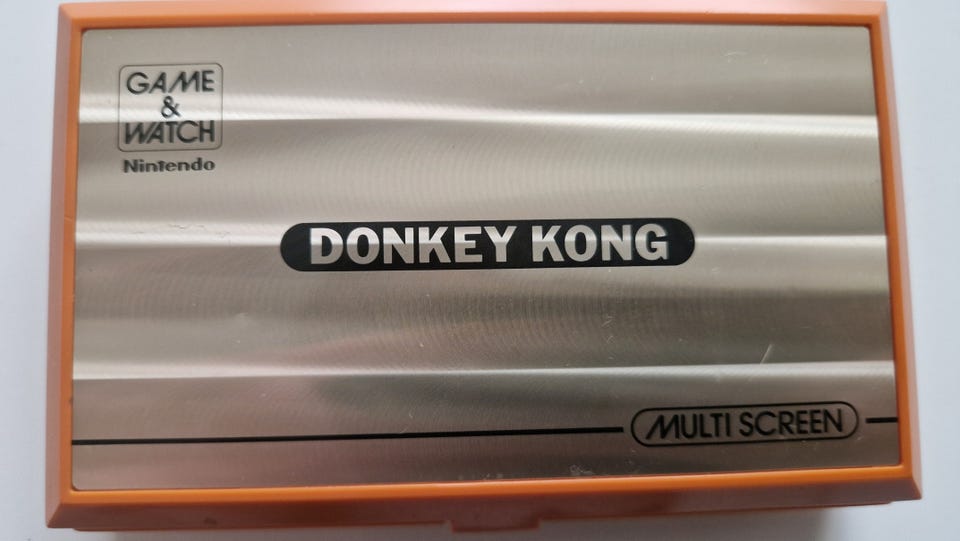 GAME
&
WATCH
Nintendo
DONKEY KONG
MULTI SCREEN